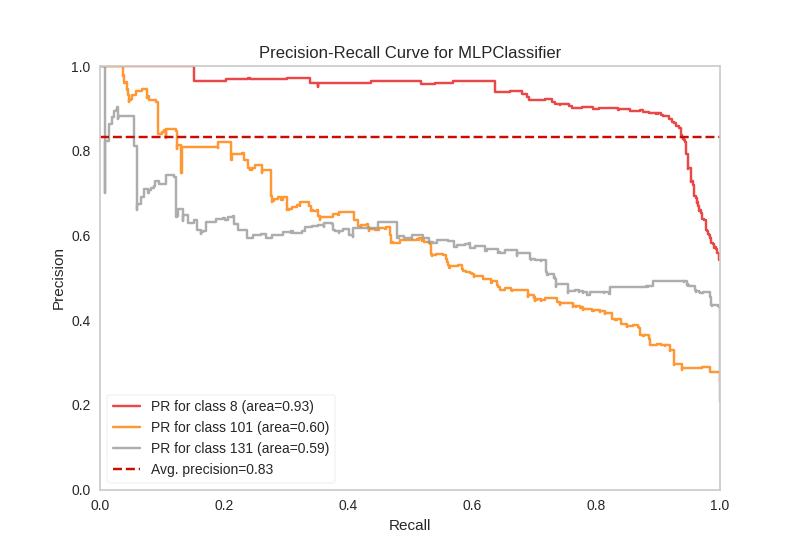 Precision-Recall Curve for MLPClassifier
1.0
0.8
0.6
0.4
0.2
0.0
Precision
PR for class 8 (area=0.93)
PR for class 101 (area=0.60)
PR for class 131 (area=0.59)
Avg. precision=0.83
0.0 0.2 0.4 0.6 0.8 1.0
Recall